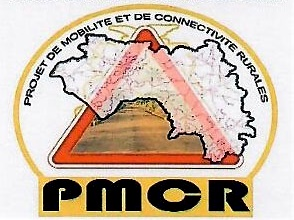 PROJET DE MOBILITE ET DE CONNECTIVITE RURALES
PMCR